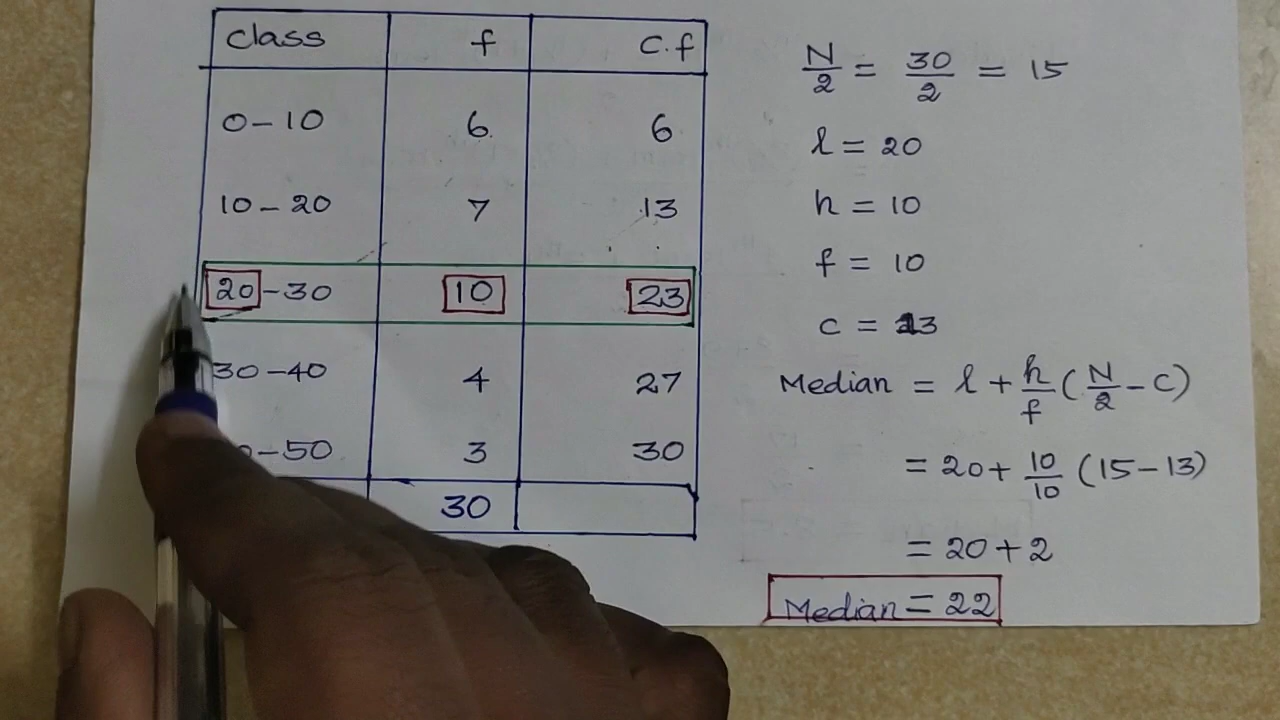 class f c.f
0-10 6 6
10-20 7 13
20-30 10 23
30-40 4 27
-50 3 30
30
N/2 = 30/2 = 15
l = 20
h = 10
f = 10
c = 13
Median = l + h/f (N/2 - c)
= 20 + 10/10 (15-13)
= 20+2
Median = 22